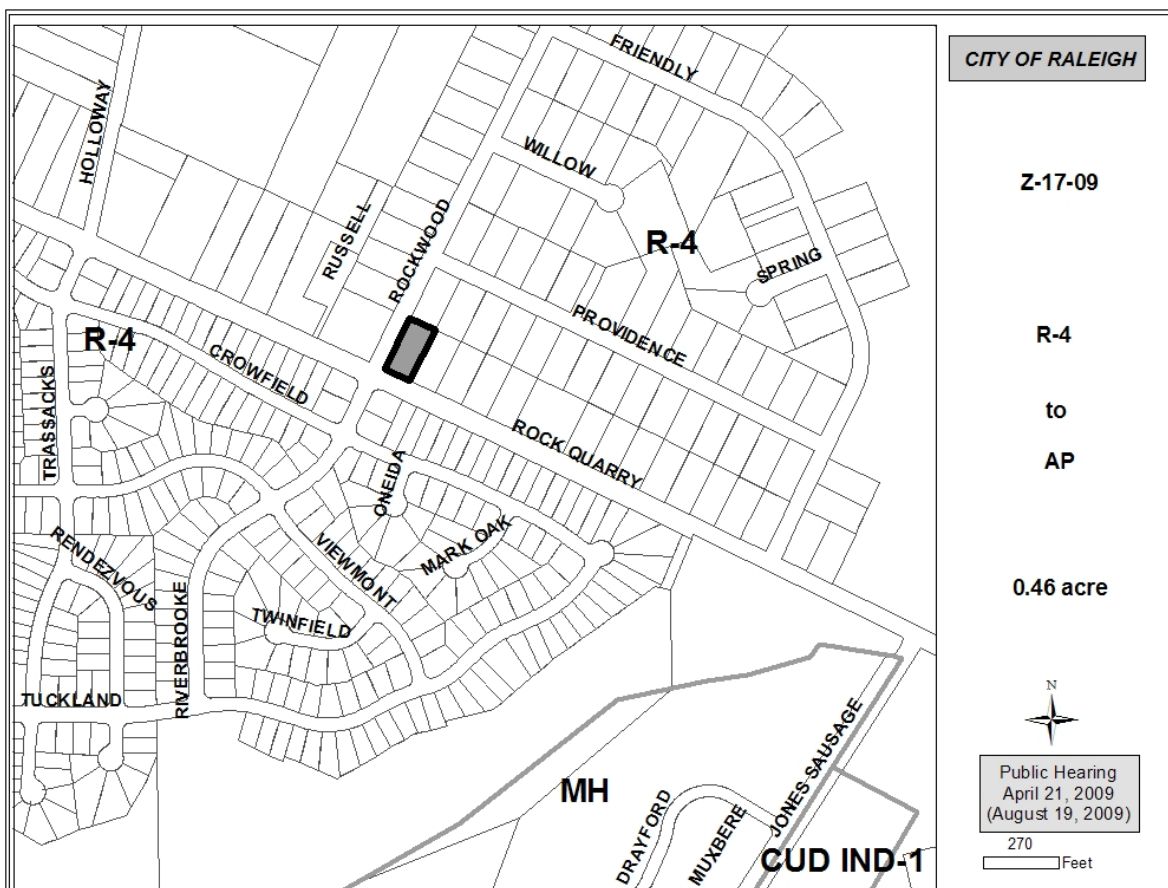 FRIENDLY
CITY OF RALEIGH
HOLLOWAY
WILLOW
Z-17-09
RUSSELL
ROCKWOOD
R-4
SPRING
PROVIDENCE
R-4
R-4
CROWFIELD
to
AP
TRASSACKS
ROCK QUARRY
ONEIDA
MARK OAK
RENDEZVOUS
VIEWMONT
0.46 acre
RIVERBROOKE
TWINFIELD
TUCKLAND
N
JONES SAUSAGE
MH
Public Hearing
April 21, 2009
(August 19, 2009)
DRAYFORD
MUXBERE
270
Feet
CUD IND-1